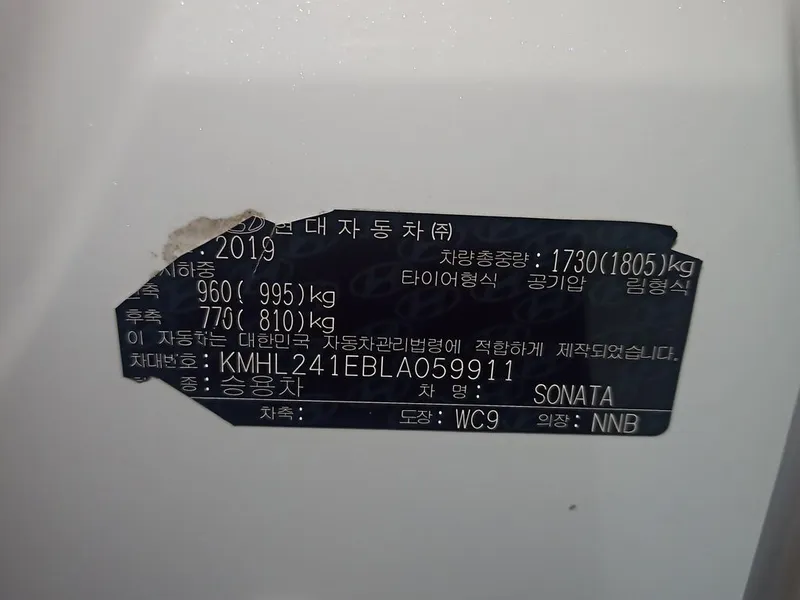 현대자동차㈜
: 2019 차량총중량: 1730(1805)kg
지하중 타이어형식 공기압 림형식
960( 995)kg
후축 770( 810)kg
이 자동차는 대한민국 자동차관리법령에 적합하게 제작되었습니다.
차대번호: KMHL241EBLA059911
종: 승용차 차 명: SONATA
차축: 도장: WC9 의장: NNB